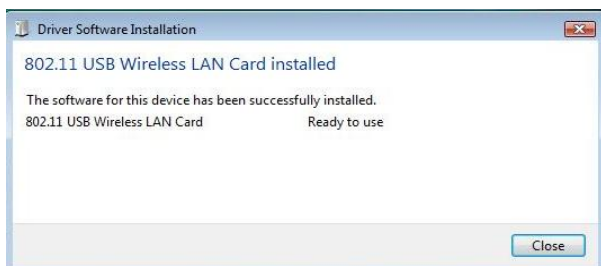 Driver Software Installation
802.11 USB Wireless LAN Card installed
The software for this device has been successfully installed.
802.11 USB Wireless LAN Card Ready to use
Close